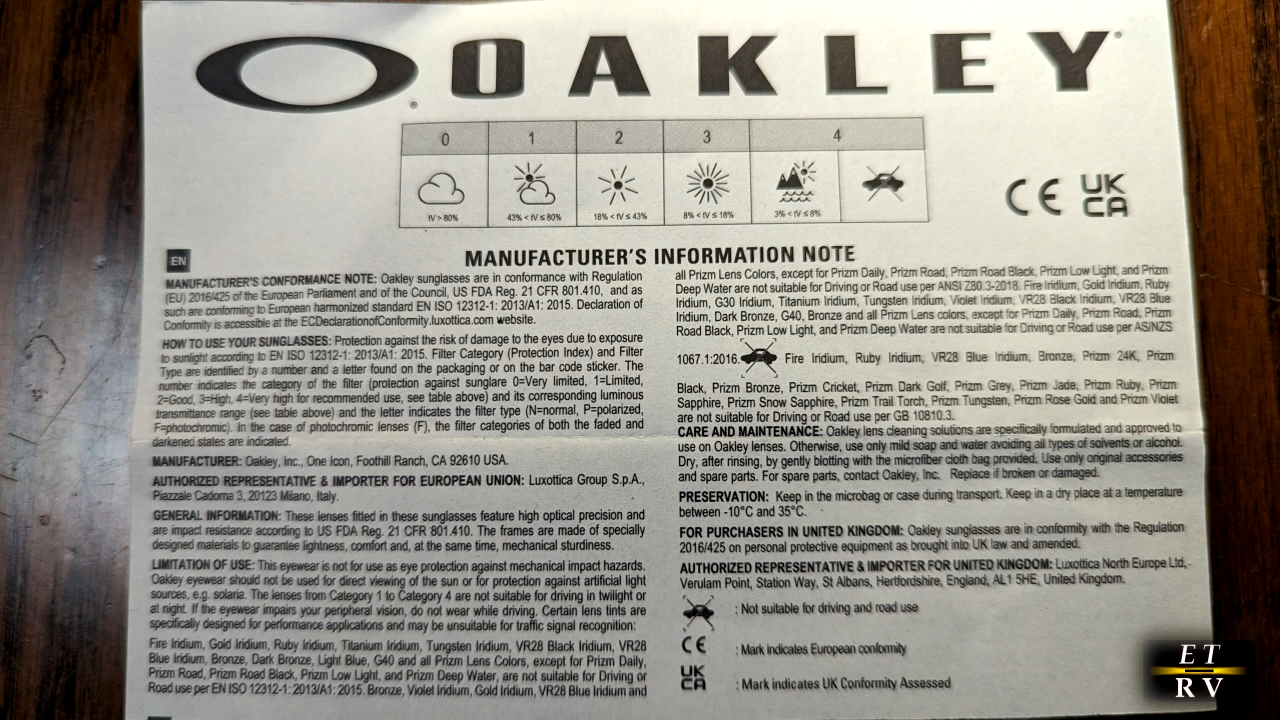 OAKLEY®
®
0 1 2 3 4
tV > 80% 43% < tV ≤ 80% 18% < tV ≤ 43% 8% < tV ≤ 18% 3% < tV ≤ 8%
CE UK CA
EN
MANUFACTURER'S INFORMATION NOTE
MANUFACTURER'S CONFORMANCE NOTE: Oakley sunglasses are in conformance with Regulation
(EU) 2016/425 of the European Parliament and of the Council, US FDA Reg. 21 CFR 801.410, and as
such are conforming to European harmonized standard EN ISO 12312-1: 2013/A1: 2015. Declaration of
Conformity is accessible at the ECDeclarationofConformity.luxottica.com website.
HOW TO USE YOUR SUNGLASSES: Protection against the risk of damage to the eyes due to exposure
to sunlight according to EN ISO 12312-1: 2013/A1: 2015. Filter Category (Protection Index) and Filter
Type are identified by a number and a letter found on the packaging or on the bar code sticker. The
number indicates the category of the filter (protection against sunglare 0=Very limited, 1=Limited,
2=Good, 3=High, 4=Very high for recommended use, see table above) and its corresponding luminous
transmittance range (see table above) and the letter indicates the filter type (N=normal, P=polarized,
F=photochromic). In the case of photochromic lenses (F), the filter categories of both the faded and
darkened states are indicated.
MANUFACTURER: Oakley, Inc., One Icon, Foothill Ranch, CA 92610 USA.
AUTHORIZED REPRESENTATIVE & IMPORTER FOR EUROPEAN UNION: Luxottica Group S.p.A.,
Piazzale Cadorna 3, 20123 Milano, Italy.
GENERAL INFORMATION: These lenses fitted in these sunglasses feature high optical precision and
are impact resistance according to US FDA Reg. 21 CFR 801.410. The frames are made of specially
designed materials to guarantee lightness, comfort and, at the same time, mechanical sturdiness.
LIMITATION OF USE: This eyewear is not for use as eye protection against mechanical impact hazards.
Oakley eyewear should not be used for direct viewing of the sun or for protection against artificial light
sources, e.g. solaria. The lenses from Category 1 to Category 4 are not suitable for driving in twilight or
at night. If the eyewear impairs your peripheral vision, do not wear while driving. Certain lens tints are
specifically designed for performance applications and may be unsuitable for traffic signal recognition:
Fire Iridium, Gold Iridium, Ruby Iridium, Titanium Iridium, Tungsten Iridium, VR28 Black Iridium, VR28
Blue Iridium, Bronze, Dark Bronze, Light Blue, G40 and all Prizm Lens Colors, except for Prizm Daily,
Prizm Road, Prizm Road Black, Prizm Low Light, and Prizm Deep Water, are not suitable for Driving or
Road use per EN ISO 12312-1: 2013/A1: 2015. Bronze, Violet Iridium, Gold Iridium, VR28 Blue Iridium and
all Prizm Lens Colors, except for Prizm Daily, Prizm Road, Prizm Road Black, Prizm Low Light, and Prizm
Deep Water are not suitable for Driving or Road use per ANSI Z80.3-2018. Fire Iridium, Gold Iridium, Ruby
Iridium, G30 Iridium, Titanium Iridium, Tungsten Iridium, Violet Iridium, VR28 Black Iridium, VR28 Blue
Iridium, Dark Bronze, G40, Bronze and all Prizm Lens colors, except for Prizm Daily, Prizm Road, Prizm
Road Black, Prizm Low Light, and Prizm Deep Water are not suitable for Driving or Road use per AS/NZS
1067.1:2016. Fire Iridium, Ruby Iridium, VR28 Blue Iridium, Bronze, Prizm 24K, Prizm
Black, Prizm Bronze, Prizm Cricket, Prizm Dark Golf, Prizm Grey, Prizm Jade, Prizm Ruby, Prizm
Sapphire, Prizm Snow Sapphire, Prizm Trail Torch, Prizm Tungsten, Prizm Rose Gold and Prizm Violet
are not suitable for Driving or Road use per GB 10810.3.
CARE AND MAINTENANCE: Oakley lens cleaning solutions are specifically formulated and approved to
use on Oakley lenses. Otherwise, use only mild soap and water avoiding all types of solvents or alcohol.
Dry, after rinsing, by gently blotting with the microfiber cloth bag provided. Use only original accessories
and spare parts. For spare parts, contact Oakley, Inc. Replace if broken or damaged.
PRESERVATION: Keep in the microbag or case during transport. Keep in a dry place at a temperature
between -10°C and 35°C.
FOR PURCHASERS IN UNITED KINGDOM: Oakley sunglasses are in conformity with the Regulation
2016/425 on personal protective equipment as brought into UK law and amended.
AUTHORIZED REPRESENTATIVE & IMPORTER FOR UNITED KINGDOM: Luxottica North Europe Ltd,
Verulam Point, Station Way, St Albans, Hertfordshire, England, AL1 5HE, United Kingdom.
: Not suitable for driving and road use
CE : Mark indicates European conformity
UK CA : Mark indicates UK Conformity Assessed
ET
RV